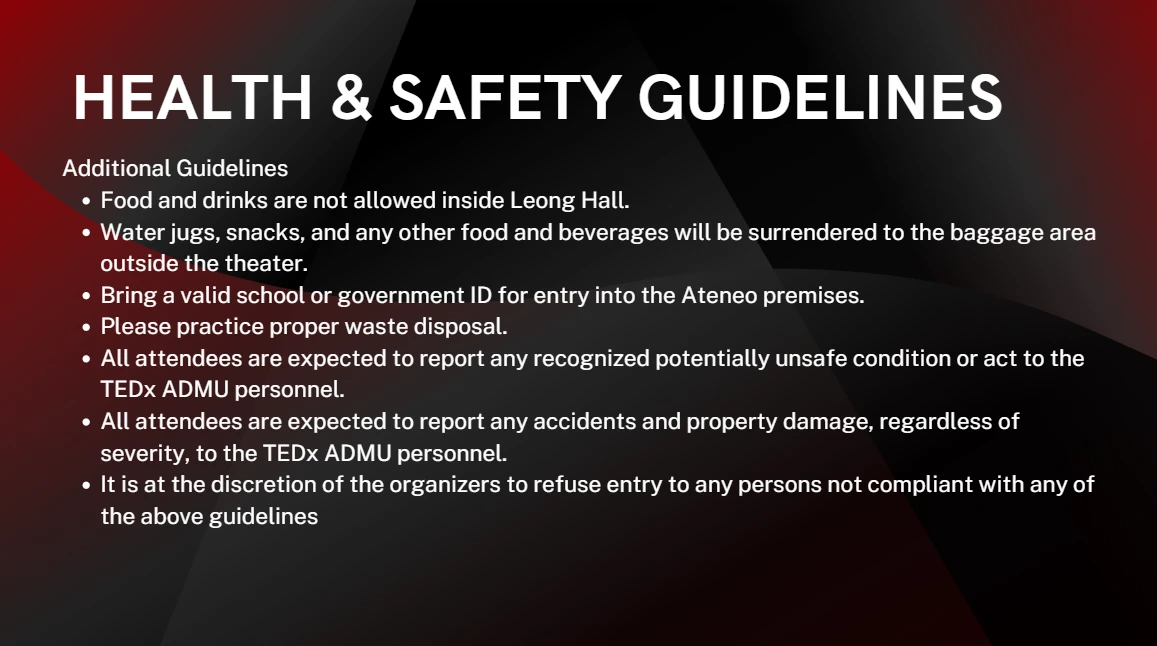 HEALTH & SAFETY GUIDELINES
Additional Guidelines
• Food and drinks are not allowed inside Leong Hall.
• Water jugs, snacks, and any other food and beverages will be surrendered to the baggage area
outside the theater.
• Bring a valid school or government ID for entry into the Ateneo premises.
• Please practice proper waste disposal.
• All attendees are expected to report any recognized potentially unsafe condition or act to the
TEDx ADMU personnel.
• All attendees are expected to report any accidents and property damage, regardless of
severity, to the TEDx ADMU personnel.
• It is at the discretion of the organizers to refuse entry to any persons not compliant with any of
the above guidelines